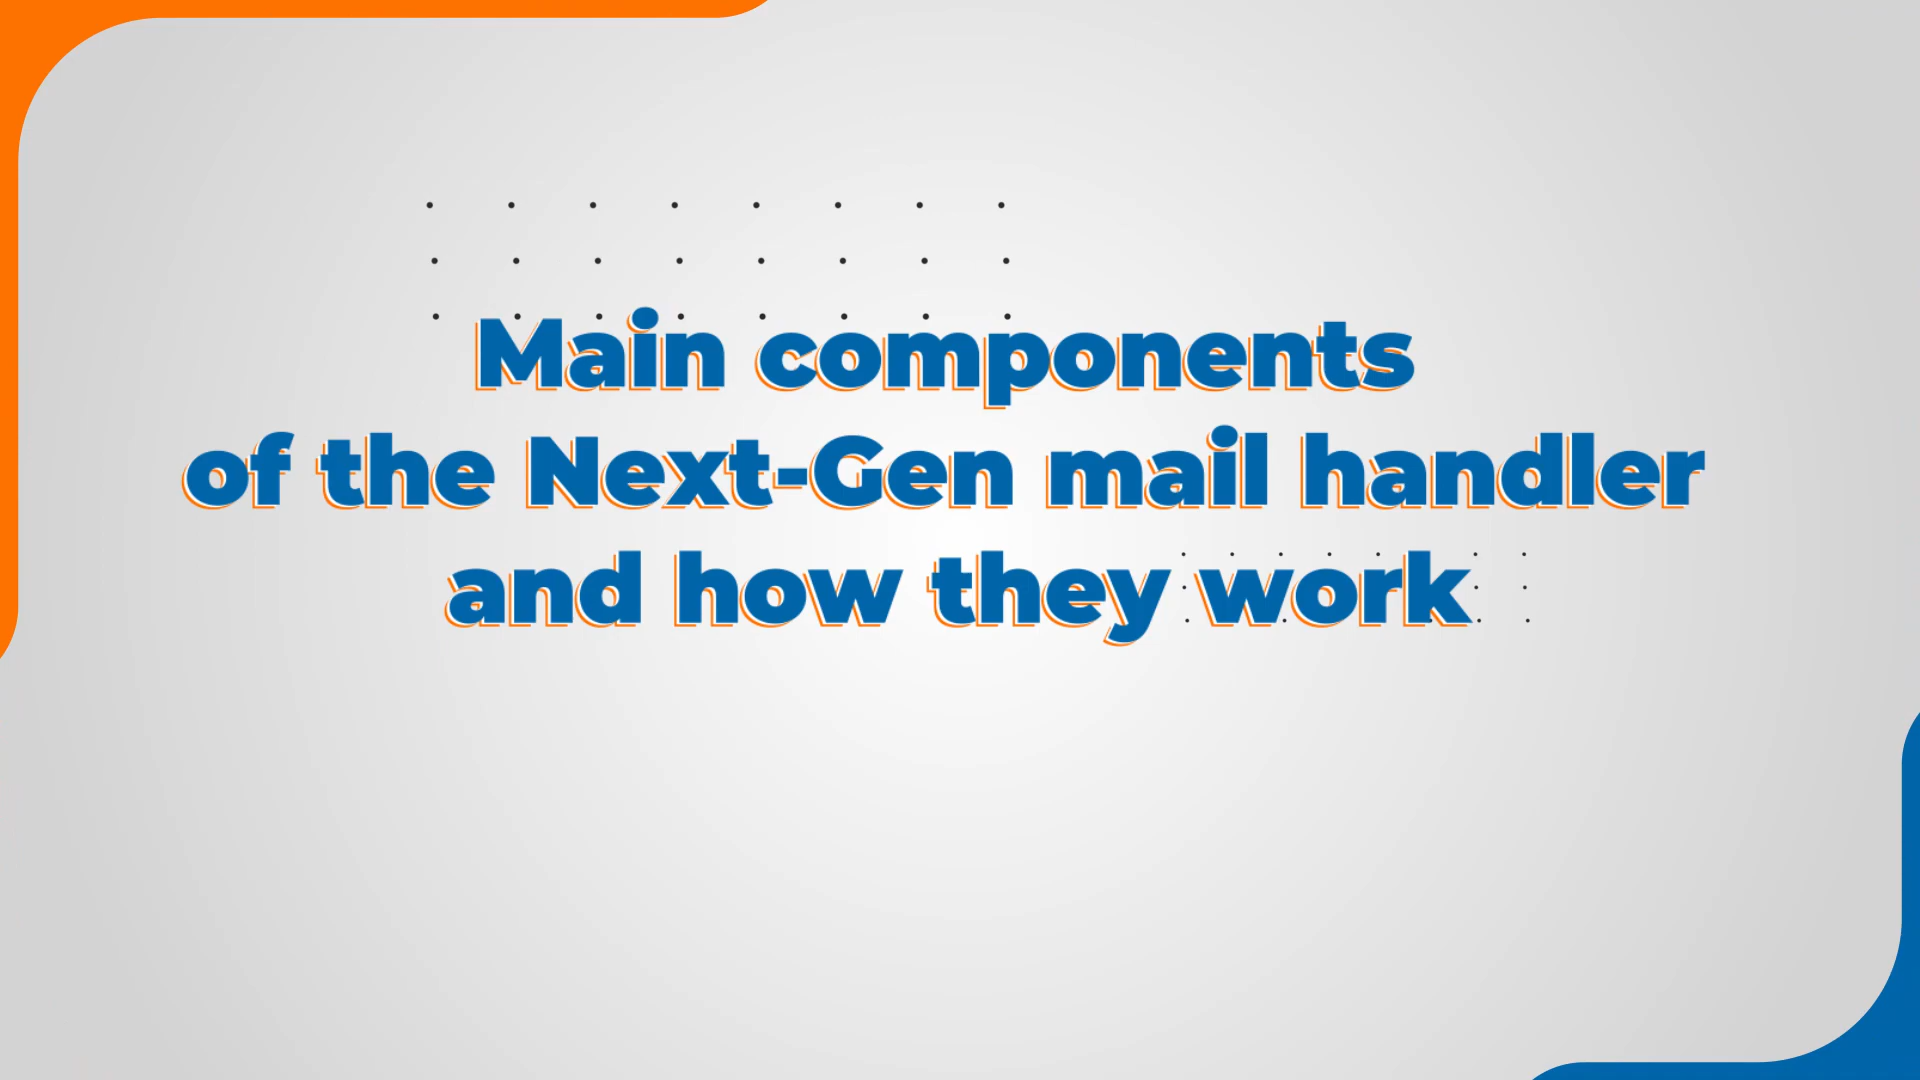 Main components
of the Next-Gen mail handler
and how they work